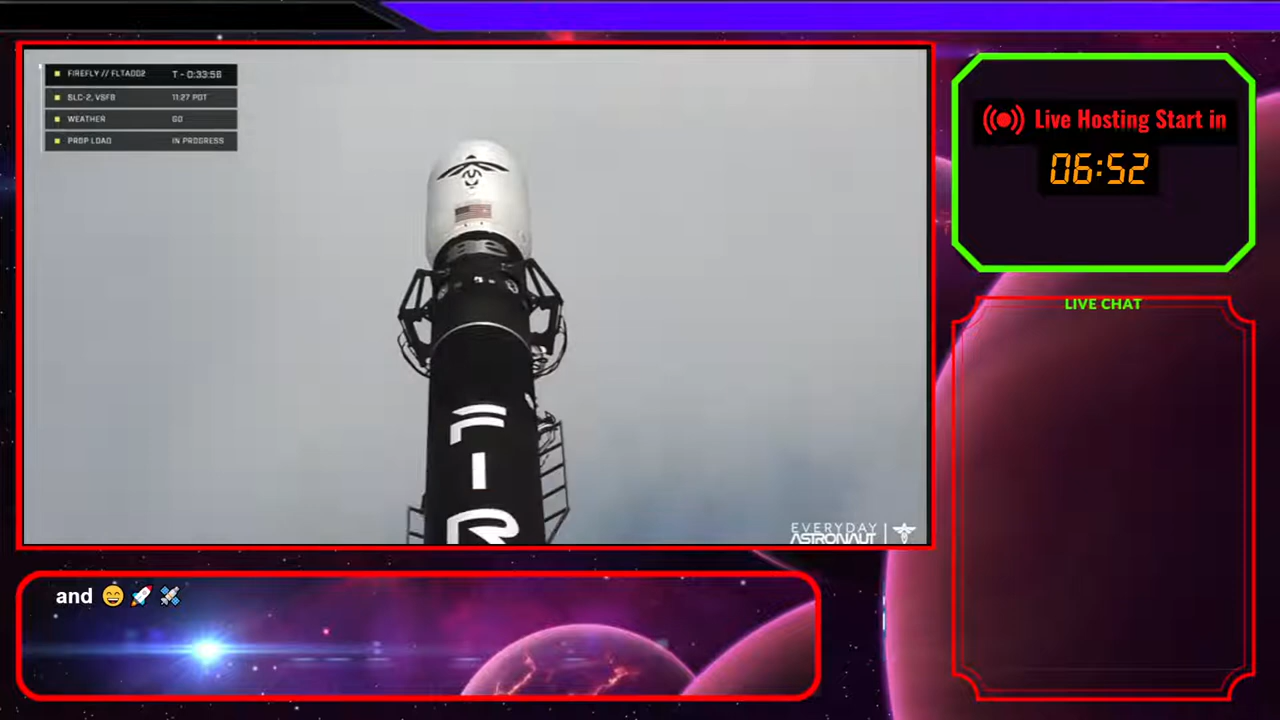 FIREFLY // FLTA002 T - 0:33:58
SLC-2, VSFB 11:27 PDT
WEATHER GO
PROP LOAD IN PROGRESS
FIR
EVERYDAY
ASTRONAUT
Live Hosting Start in
06:52
LIVE CHAT
and 😄 🚀 🛰️